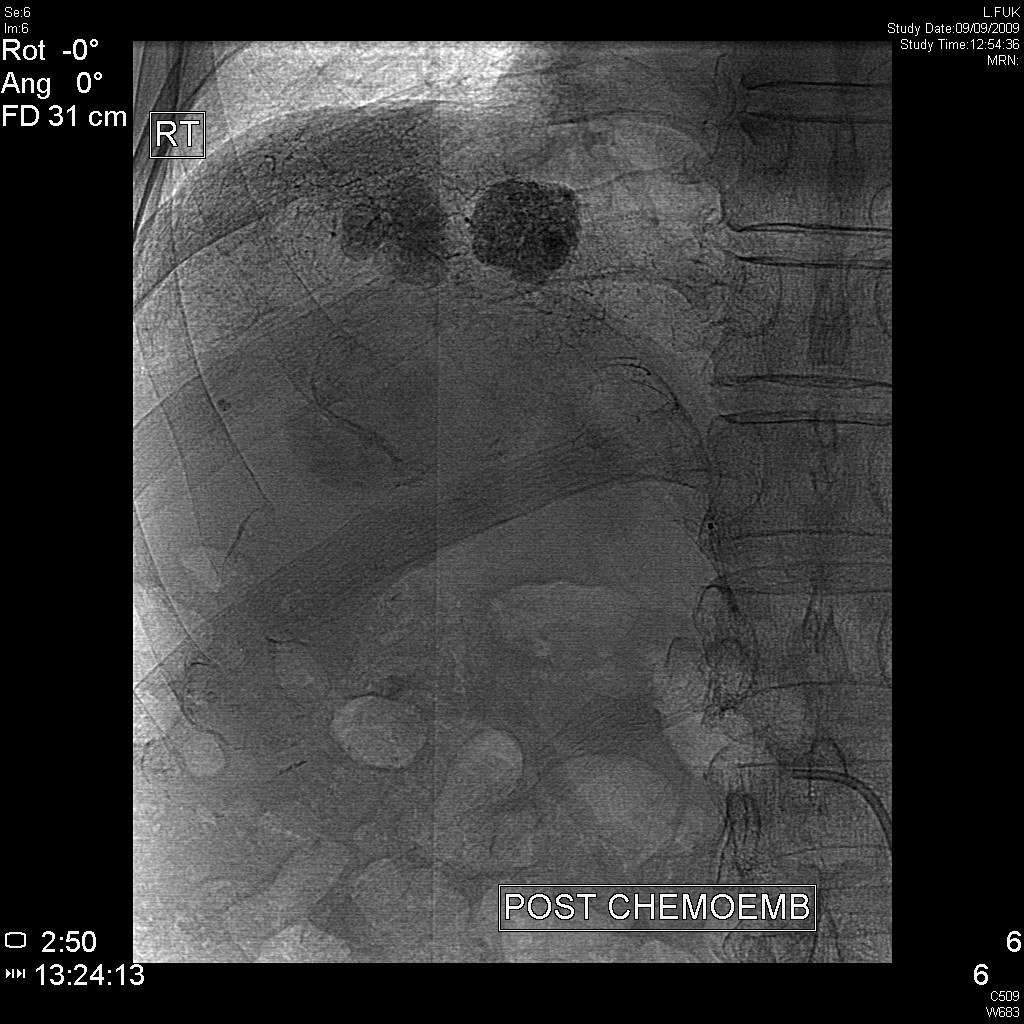 Se:6
Im:6
Rot -0°
Ang 0°
FD 31 cm
L.FUK
Study Date:09/09/2009
Study Time:12:54:36
MRN:
RT
POST CHEMOEMB
2:50
13:24:13
6
6
C509
W683